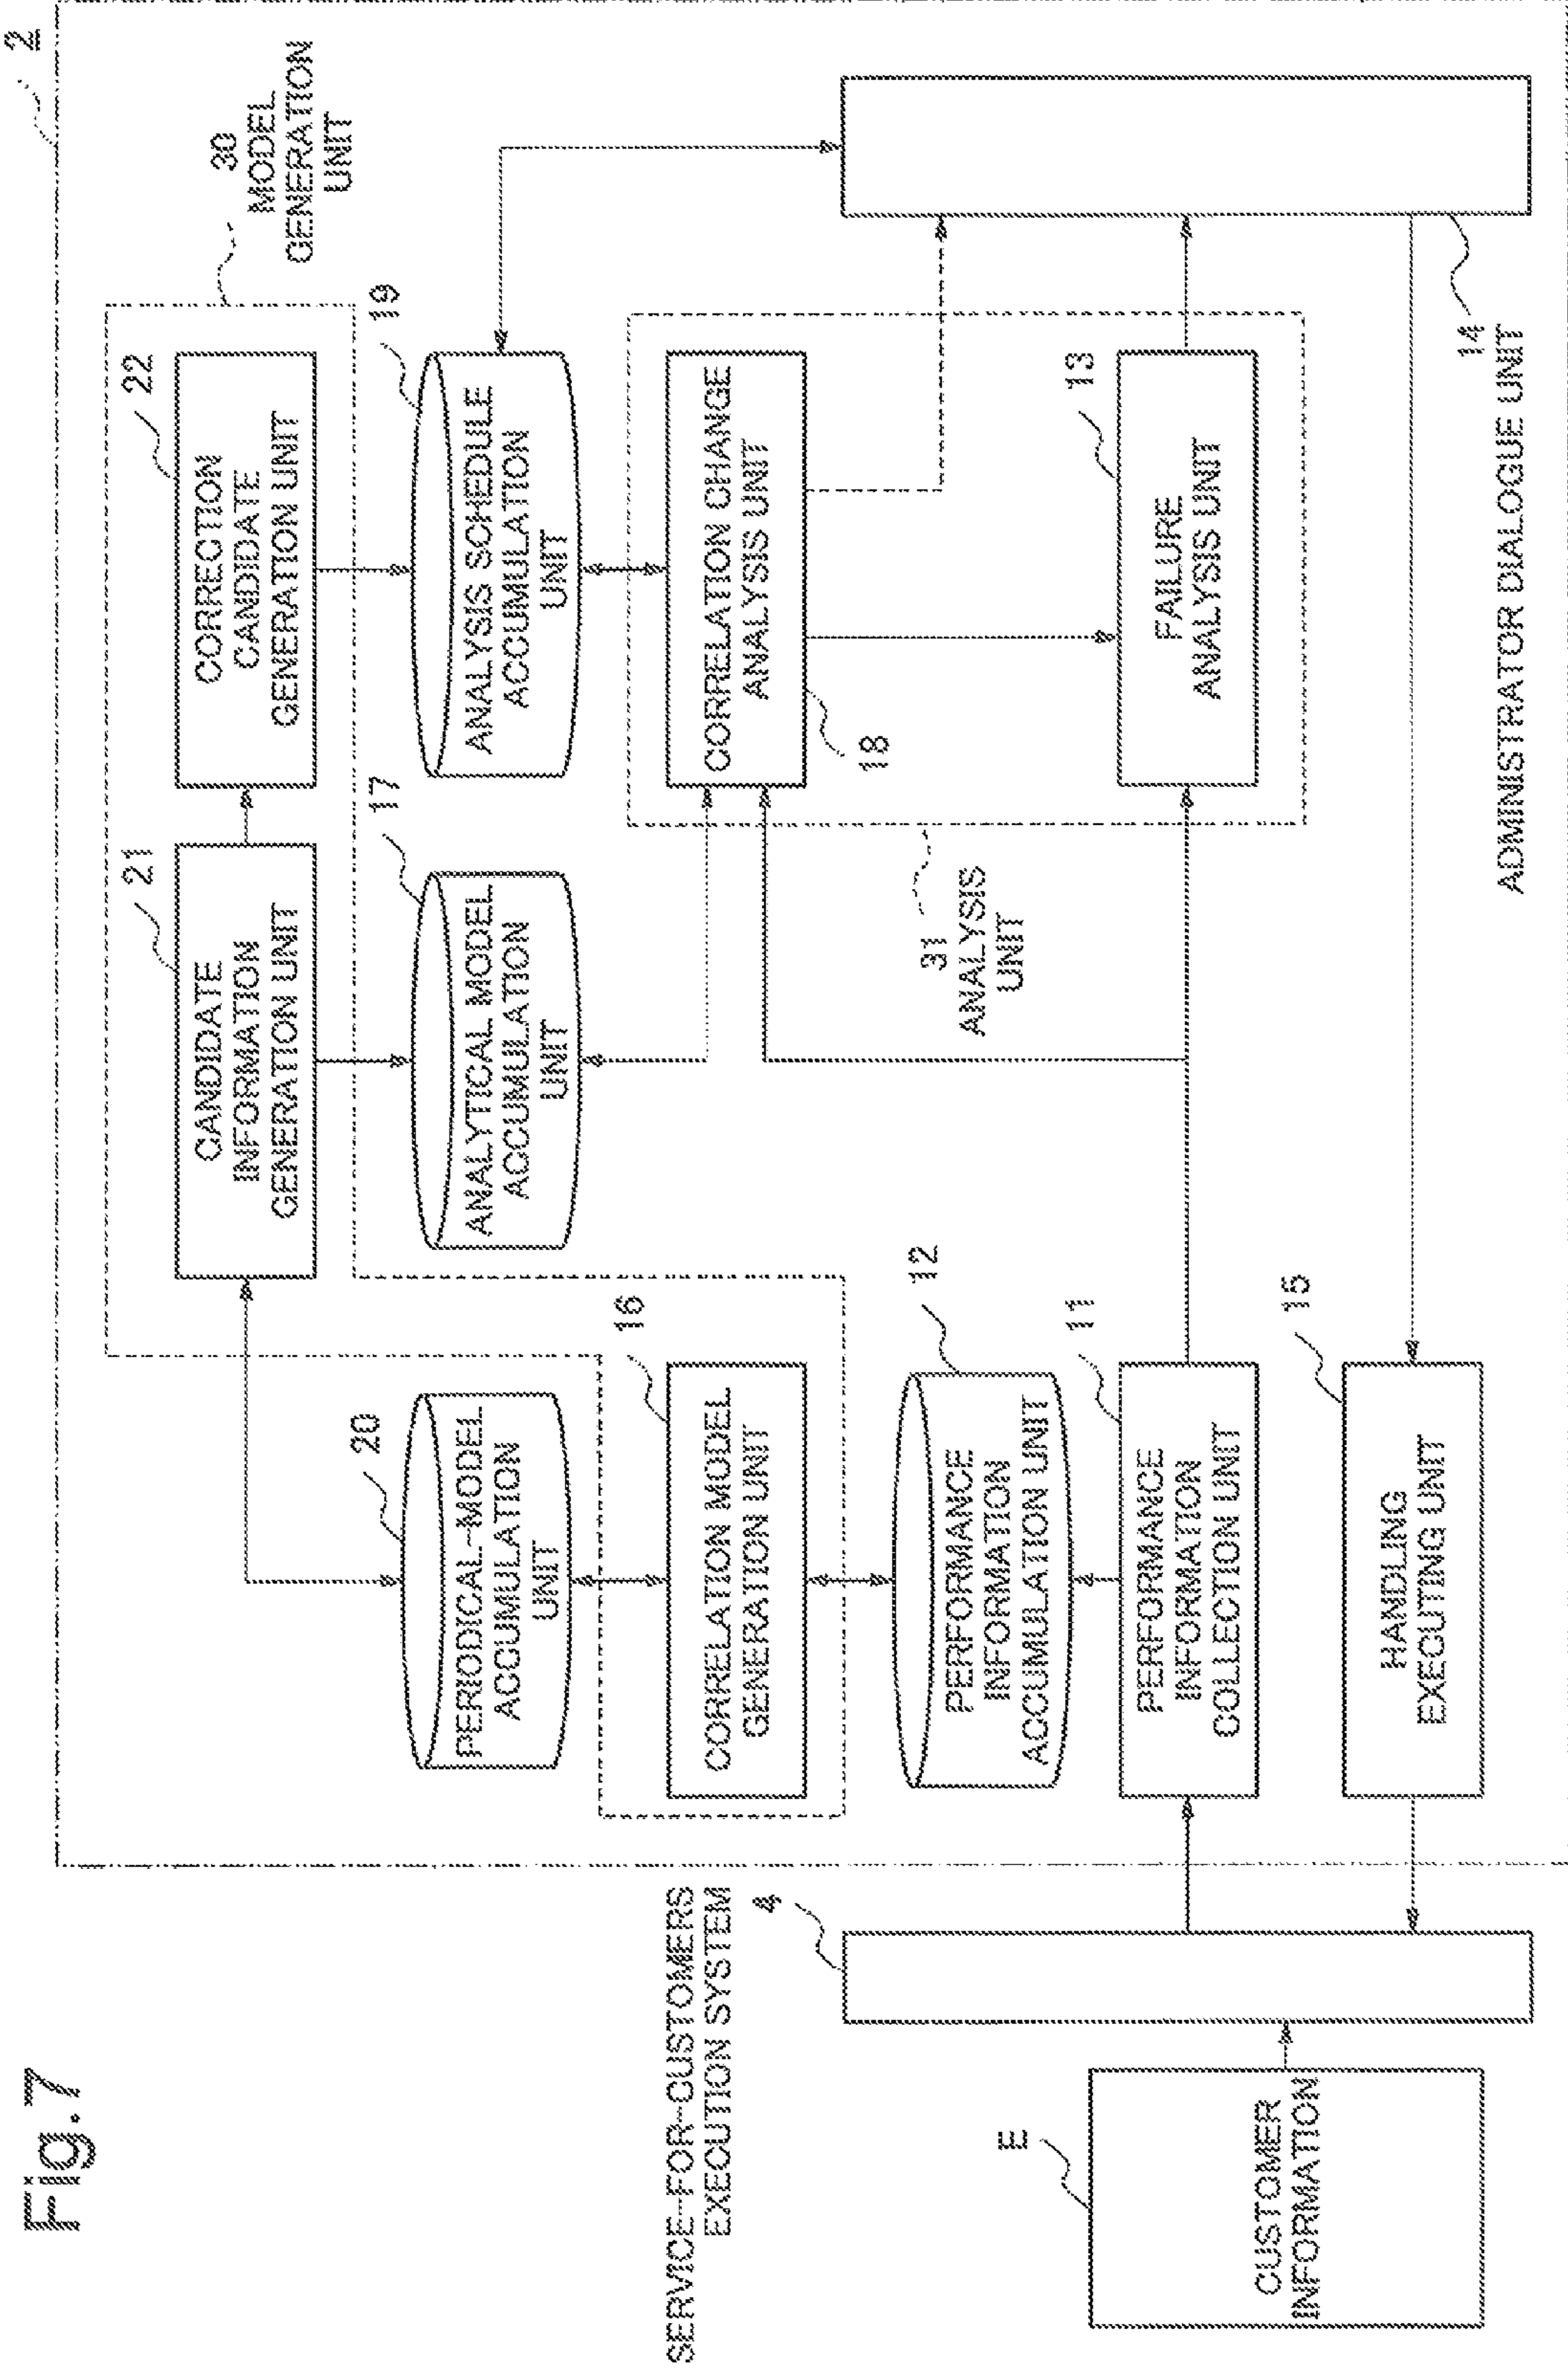 Fig.7
2
30
MODEL
GENERATION
UNIT
21
CANDIDATE
INFORMATION
GENERATION UNIT
22
CORRECTION
CANDIDATE
GENERATION UNIT
20
PERIODICAL-MODEL
ACCUMULATION
UNIT
17
ANALYTICAL MODEL
ACCUMULATION
UNIT
19
ANALYSIS SCHEDULE
ACCUMULATION
UNIT
SERVICE-FOR-CUSTOMERS
EXECUTION SYSTEM
4
16
CORRELATION MODEL
GENERATION UNIT
CORRELATION CHANGE
ANALYSIS UNIT
18
12
PERFORMANCE
INFORMATION
ACCUMULATION UNIT
31
ANALYSIS
UNIT
E
CUSTOMER
INFORMATION
11
PERFORMANCE
INFORMATION
COLLECTION UNIT
13
FAILURE
ANALYSIS UNIT
15
HANDLING
EXECUTING UNIT
14
ADMINISTRATOR DIALOGUE UNIT